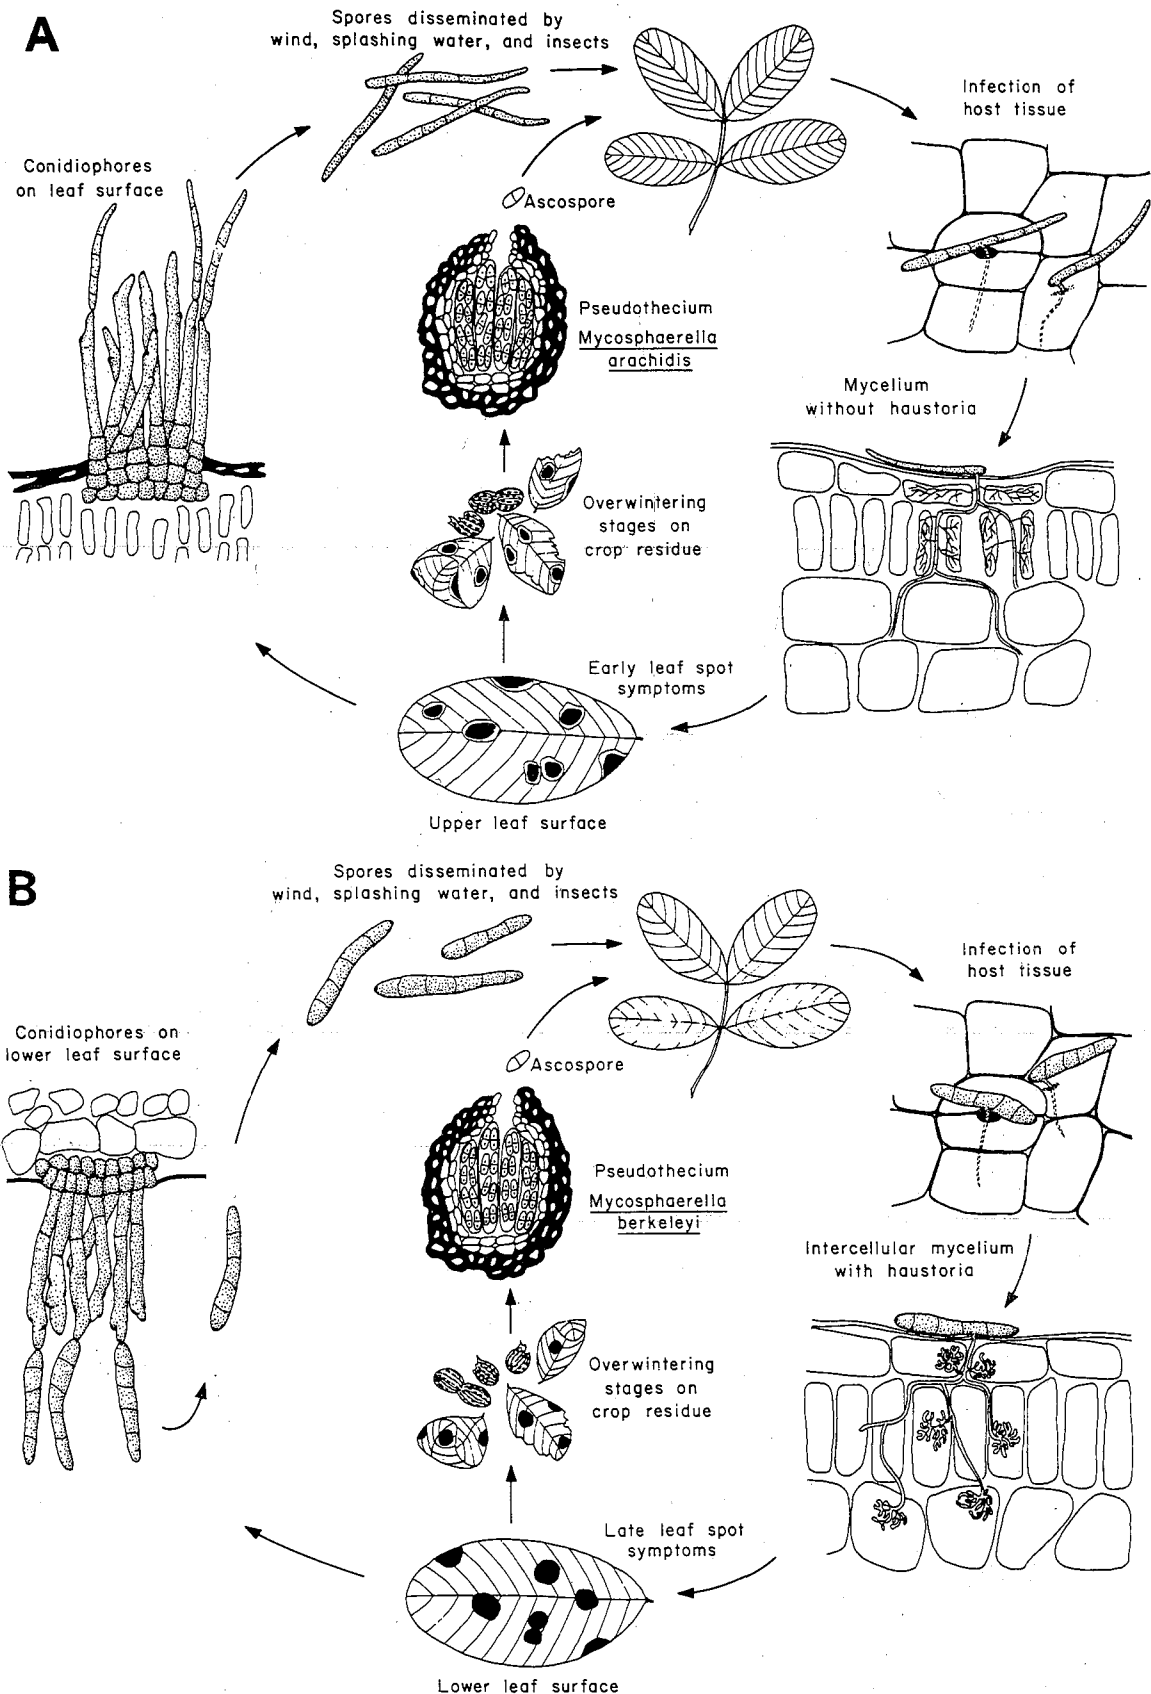 A
Spores disseminated by
wind, splashing water, and insects
Infection of
host tissue
Conidiophores
on leaf surface
Ascospore
Pseudothecium
Mycosphaerella
arachidis
Mycelium
without haustoria
Overwintering
stages on
crop residue
Early leaf spot
symptoms
Upper leaf surface
B
Spores disseminated by
wind, splashing water, and insects
Infection of
host tissue
Conidiophores on
lower leaf surface
Ascospore
Pseudothecium
Mycosphaerella
berkeleyi
Intercellular mycelium
with haustoria
Overwintering
stages on
crop residue
Late leaf spot
symptoms
Lower leaf surface